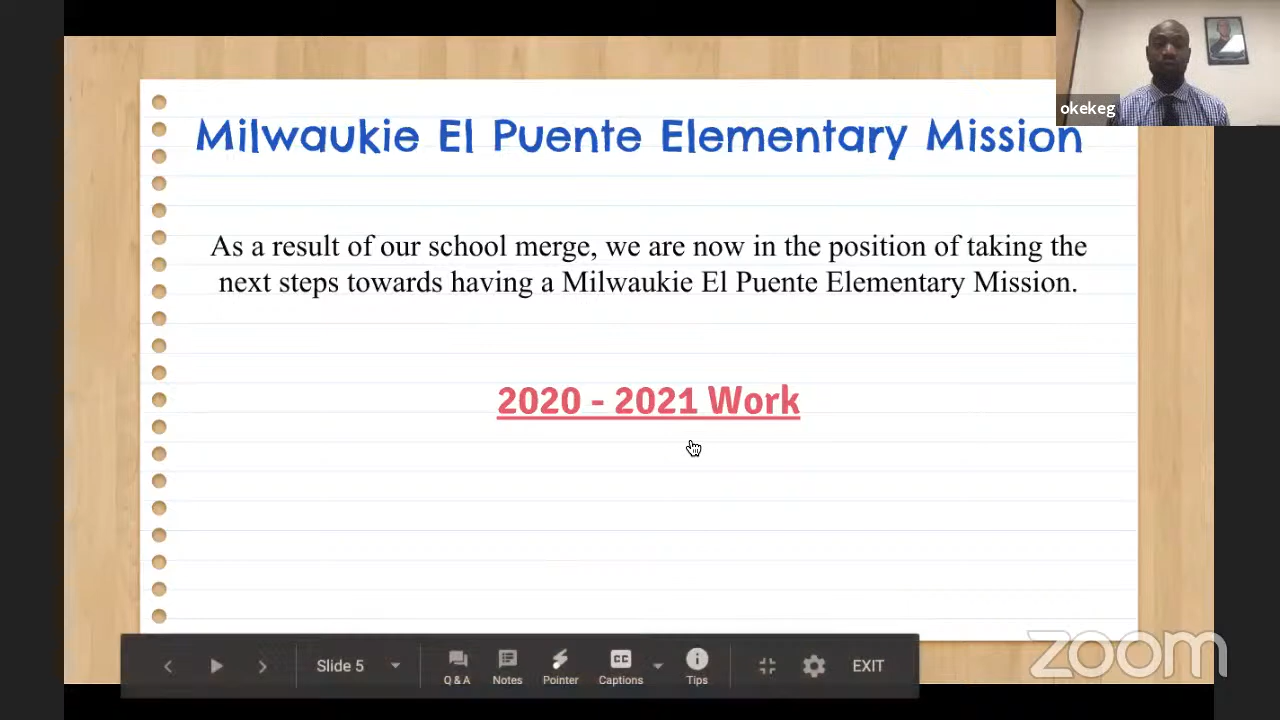 okekeg
Milwaukie El Puente Elementary Mission
As a result of our school merge, we are now in the position of taking the
next steps towards having a Milwaukie El Puente Elementary Mission.
2020 - 2021 Work
Slide 5
Q & A
Notes
Pointer
CC
Captions
Tips
EXIT
zoom